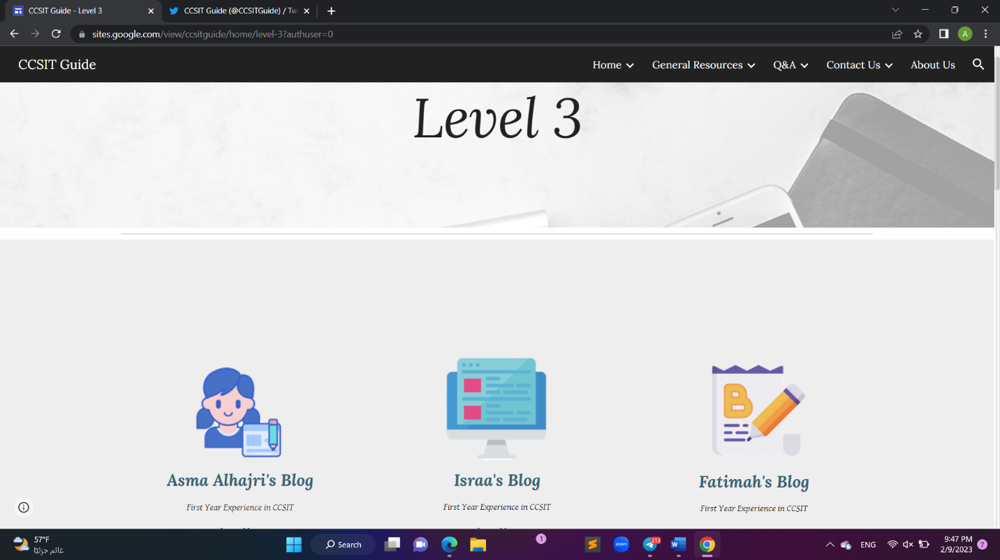 CCSIT Guide - Level 3
CCSIT Guide (@CCSITGuide) / Tw
sites.google.com/view/ccsitguide/home/level-3?authuser=0
A
CCSIT Guide
Home
General Resources
Q&A
Contact Us
About Us
Level 3
B
Asma Alhajri's Blog
Israa's Blog
Fatimah's Blog
First Year Experience in CCSIT
First Year Experience in CCSIT
First Year Experience in CCSIT
57°F
غائم جزئيًا
Search
1
zoom
213
W
ENG
9:47 PM
2/9/2023
7